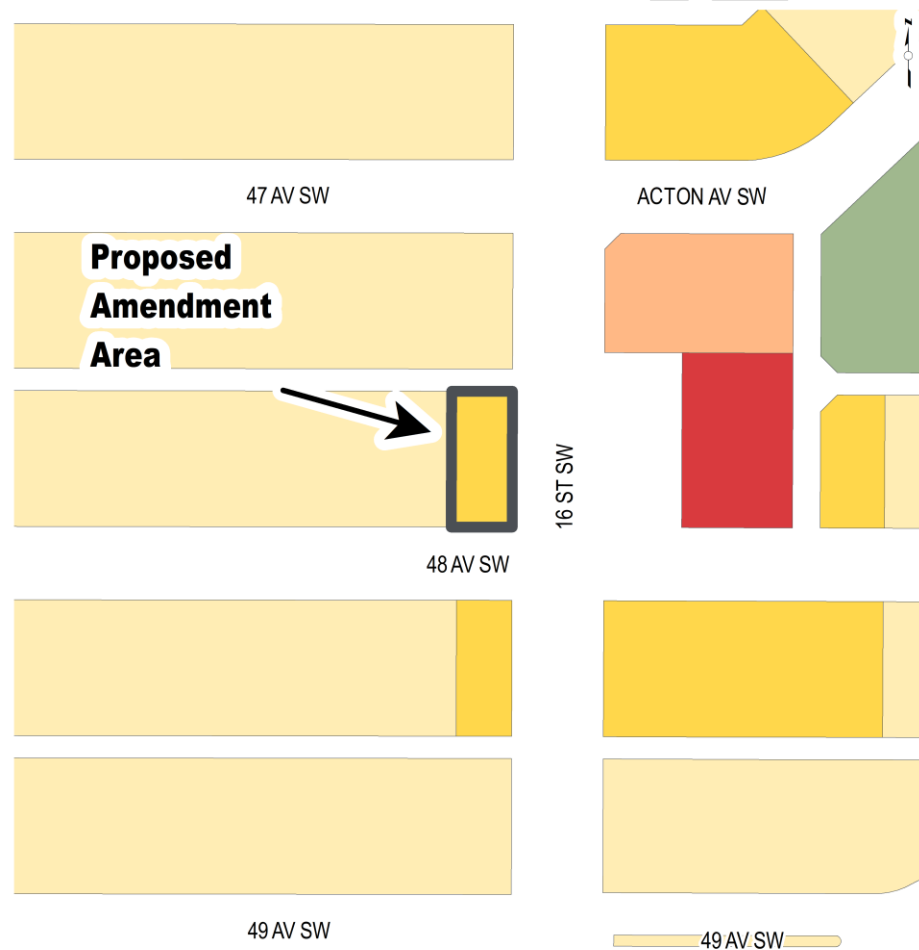 N
47 AV SW
ACTON AV SW
Proposed
Amendment
Area
16 ST SW
48 AV SW
49 AV SW
49 AV SW